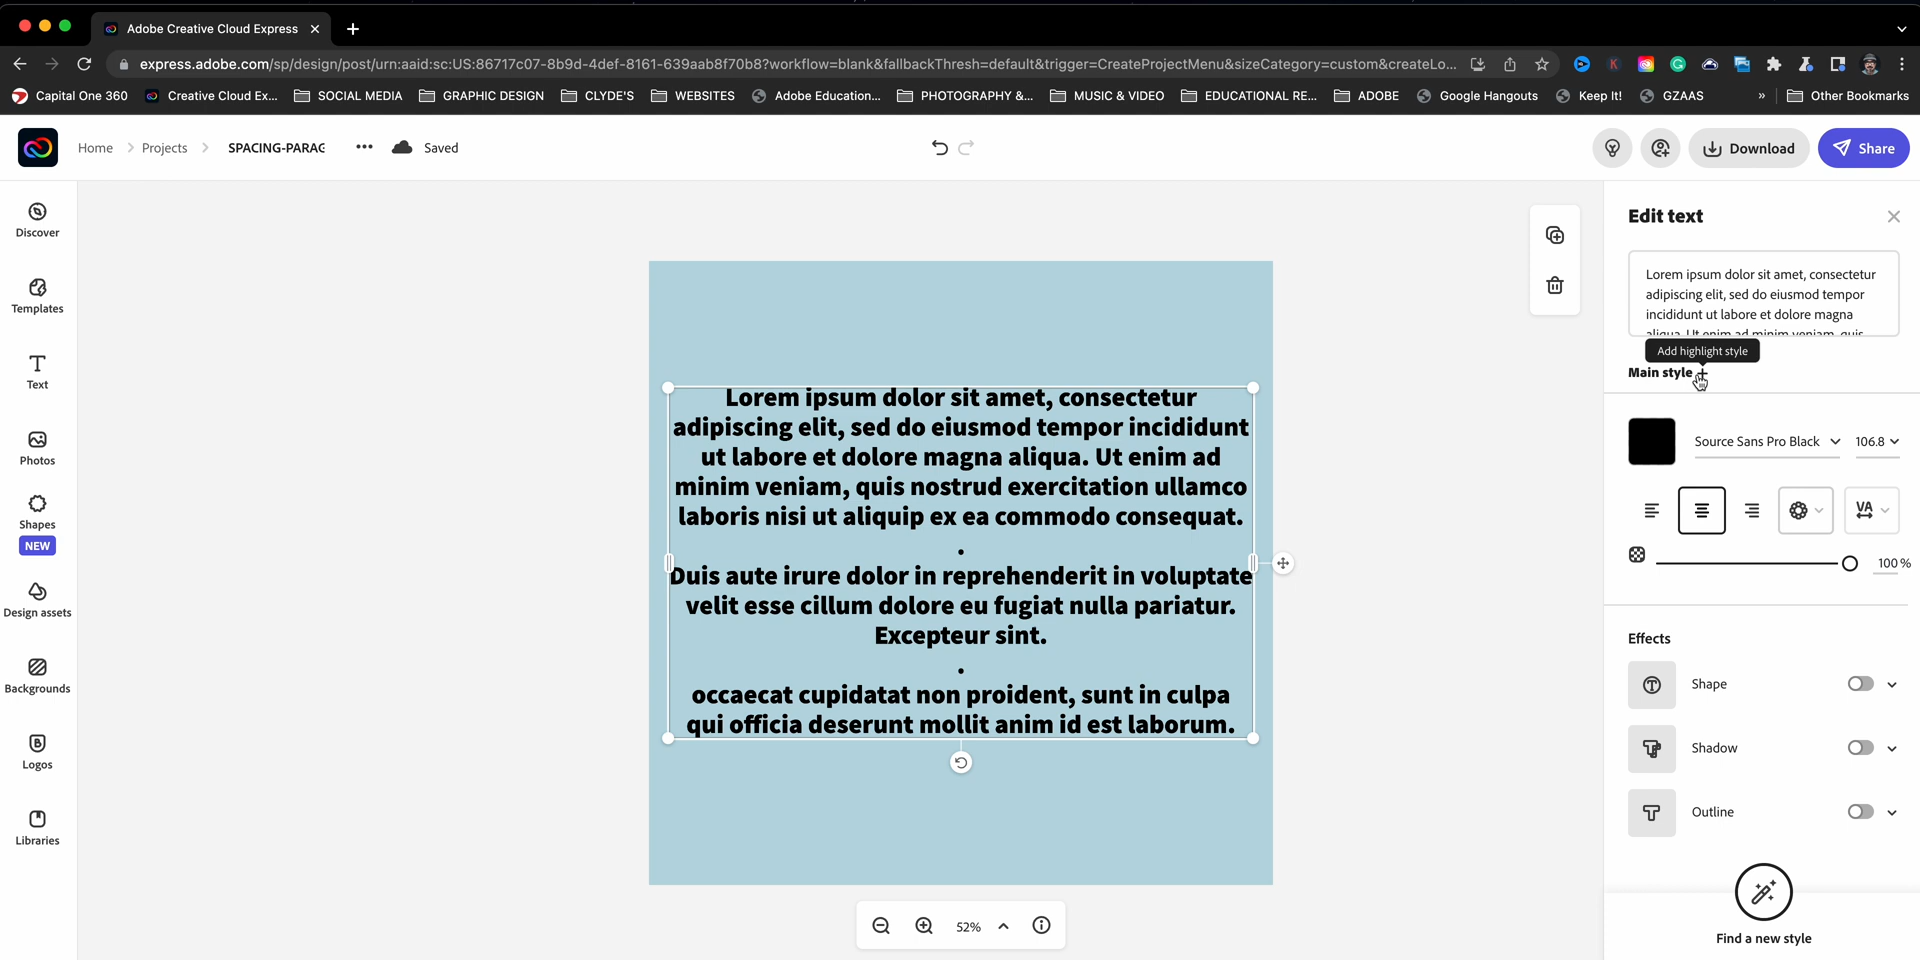 Adobe Creative Cloud Express
express.adobe.com/sp/design/post/urn:aaid:sc:US:86717c07-8b9d-4def-8161-639aab8f70b8?workflow=blank&fallbackThresh=default&trigger=CreateProjectMenu&sizeCategory=custom&createLo...
Capital One 360
Creative Cloud Ex...
SOCIAL MEDIA
GRAPHIC DESIGN
CLYDE'S
WEBSITES
Adobe Education...
PHOTOGRAPHY &...
MUSIC & VIDEO
EDUCATIONAL RE...
ADOBE
Google Hangouts
Keep It!
GZAAS
»
Other Bookmarks
Home
Projects
SPACING-PARAG
Saved
Download
Share
Discover
Templates
Text
Photos
Shapes
NEW
Design assets
Backgrounds
Logos
Libraries
Lorem ipsum dolor sit amet, consectetur
adipiscing elit, sed do eiusmod tempor incididunt
ut labore et dolore magna aliqua. Ut enim ad
minim veniam, quis nostrud exercitation ullamco
laboris nisi ut aliquip ex ea commodo consequat.
.
Duis aute irure dolor in reprehenderit in voluptate
velit esse cillum dolore eu fugiat nulla pariatur.
Excepteur sint.
.
occaecat cupidatat non proident, sunt in culpa
qui officia deserunt mollit anim id est laborum.
52%
Edit text
Lorem ipsum dolor sit amet, consectetur
adipiscing elit, sed do eiusmod tempor
incididunt ut labore et dolore magna
aliqua. Ut enim ad minim veniam, quis
Add highlight style
Main style +
Source Sans Pro Black
106.8
VA
100%
Effects
Shape
Shadow
Outline
Find a new style